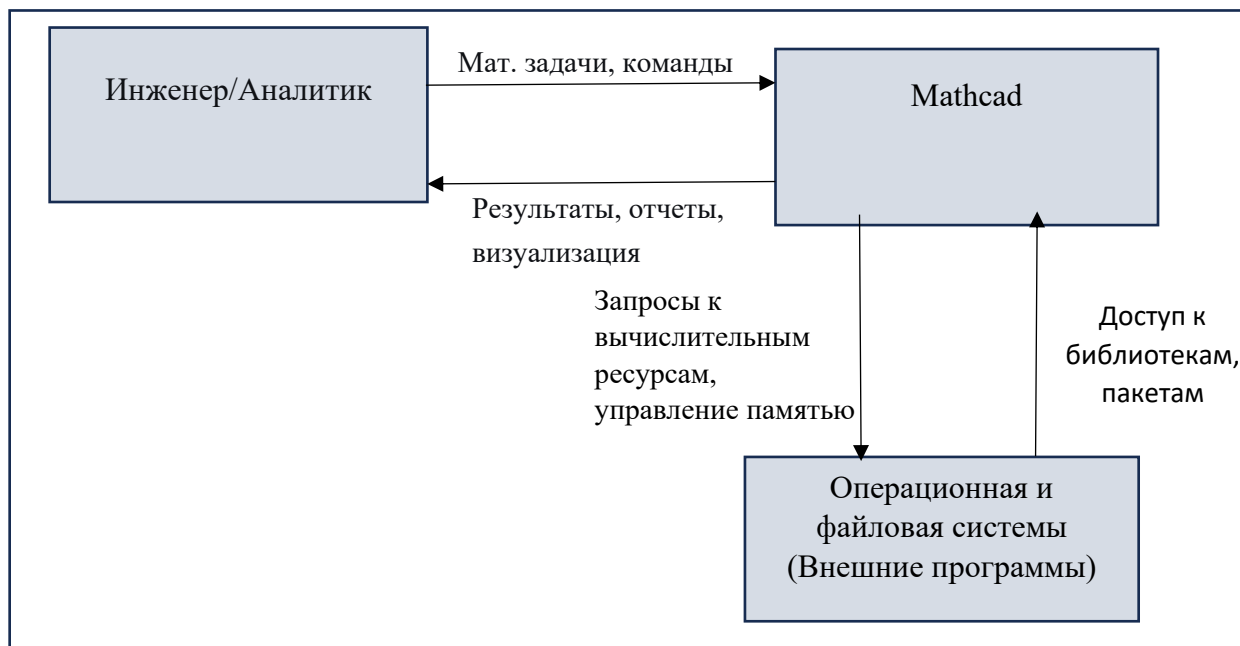 Инженер/Аналитик
Мат. задачи, команды
Mathcad
Результаты, отчеты,
визуализация
Запросы к
вычислительным
ресурсам,
управление памятью
Доступ к
библиотекам,
пакетам
Операционная и
файловая системы
(Внешние программы)